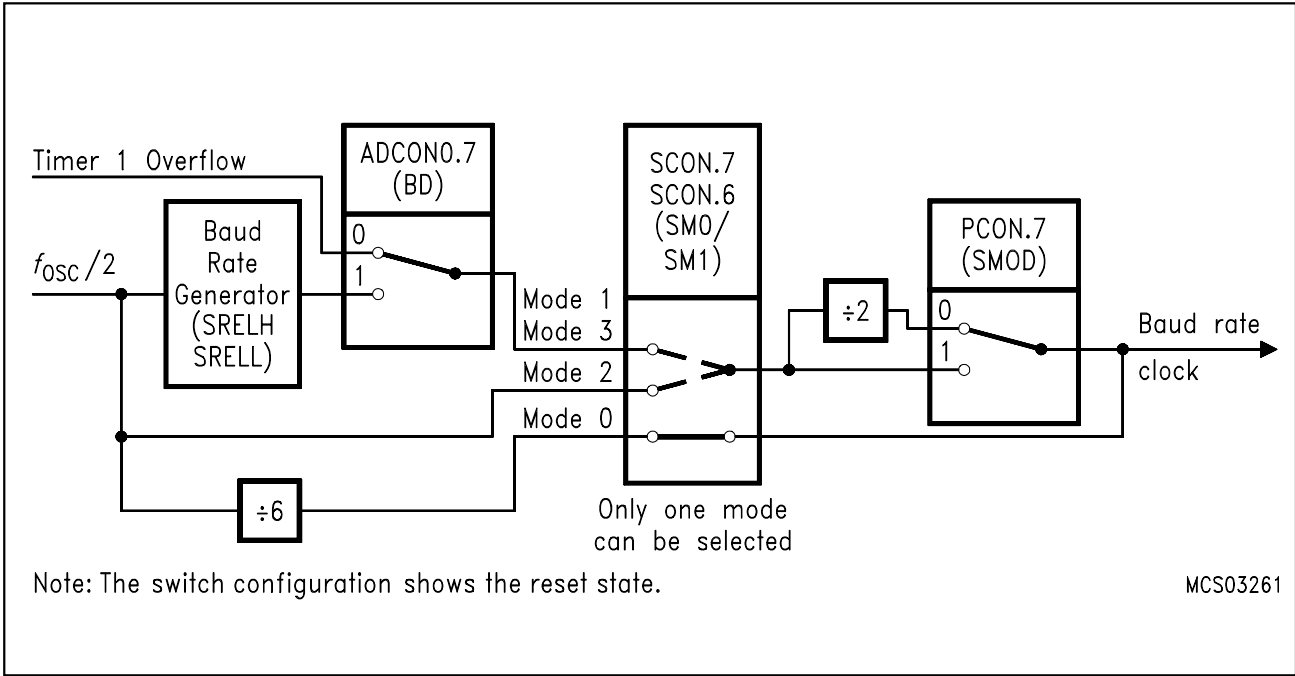 Timer 1 Overflow
ADCON0.7
(BD)
0
1
fOSC/2
Baud
Rate
Generator
(SRELH
SRELL)
SCON.7
SCON.6
(SM0/
SM1)
Mode 1
Mode 3
Mode 2
Mode 0
÷6
÷2
PCON.7
(SMOD)
0
1
Baud rate
clock
Only one mode
can be selected
Note: The switch configuration shows the reset state.
MCS03261